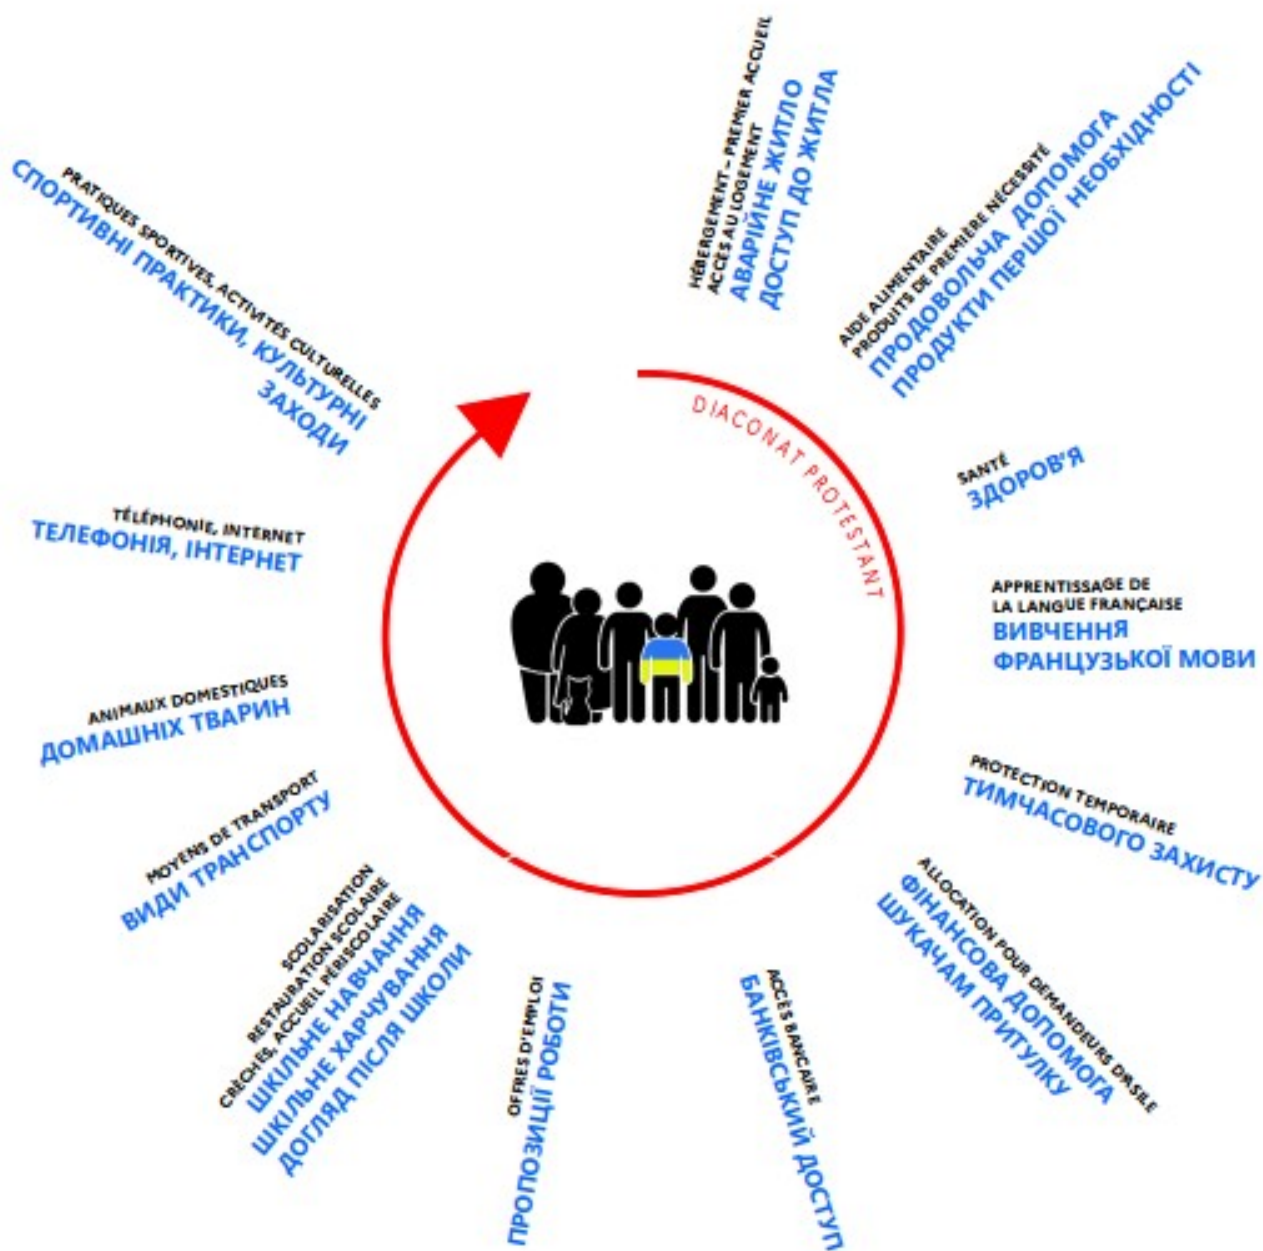 HÉBERGEMENT – PREMIER ACCUEIL
ACCÈS AU LOGEMENT
АВАРІЙНЕ ЖИТЛО
ДОСТУП ДО ЖИТЛА
AIDE ALIMENTAIRE
PRODUITS DE PREMIÈRE NÉCESSITÉ
ПРОДОВОЛЬЧА ДОПОМОГА
ПРОДУКТИ ПЕРШОЇ НЕОБХІДНОСТІ
SANTÉ
ЗДОРОВ'Я
APPRENTISSAGE DE
LA LANGUE FRANÇAISE
ВИВЧЕННЯ
ФРАНЦУЗЬКОЇ МОВИ
PROTECTION TEMPORAIRE
ТИМЧАСОВОГО ЗАХИСТУ
ALLOCATION POUR DEMANDEURS D'ASILE
ФІНАНСОВА ДОПОМОГА
ШУКАЧАМ ПРИТУЛКУ
ACCÈS BANCAIRE
БАНКІВСЬКИЙ ДОСТУП
OFFRES D'EMPLOI
ПРОПОЗИЦІЇ РОБОТИ
SCOLARISATION
RESTAURATION SCOLAIRE
CRÈCHES, ACCUEIL PÉRISCOLAIRE
ШКІЛЬНЕ НАВЧАННЯ
ШКІЛЬНЕ ХАРЧУВАННЯ
ДОГЛЯД ПІСЛЯ ШКОЛИ
MOYENS DE TRANSPORT
ВИДИ ТРАНСПОРТУ
ANIMAUX DOMESTIQUES
ДОМАШНІХ ТВАРИН
TÉLÉPHONIE, INTERNET
ТЕЛЕФОНІЯ, ІНТЕРНЕТ
PRATIQUES SPORTIVES, ACTIVITÉS CULTURELLES
СПОРТИВНІ ПРАКТИКИ, КУЛЬТУРНІ
ЗАХОДИ
DIACONAT PROTESTANT